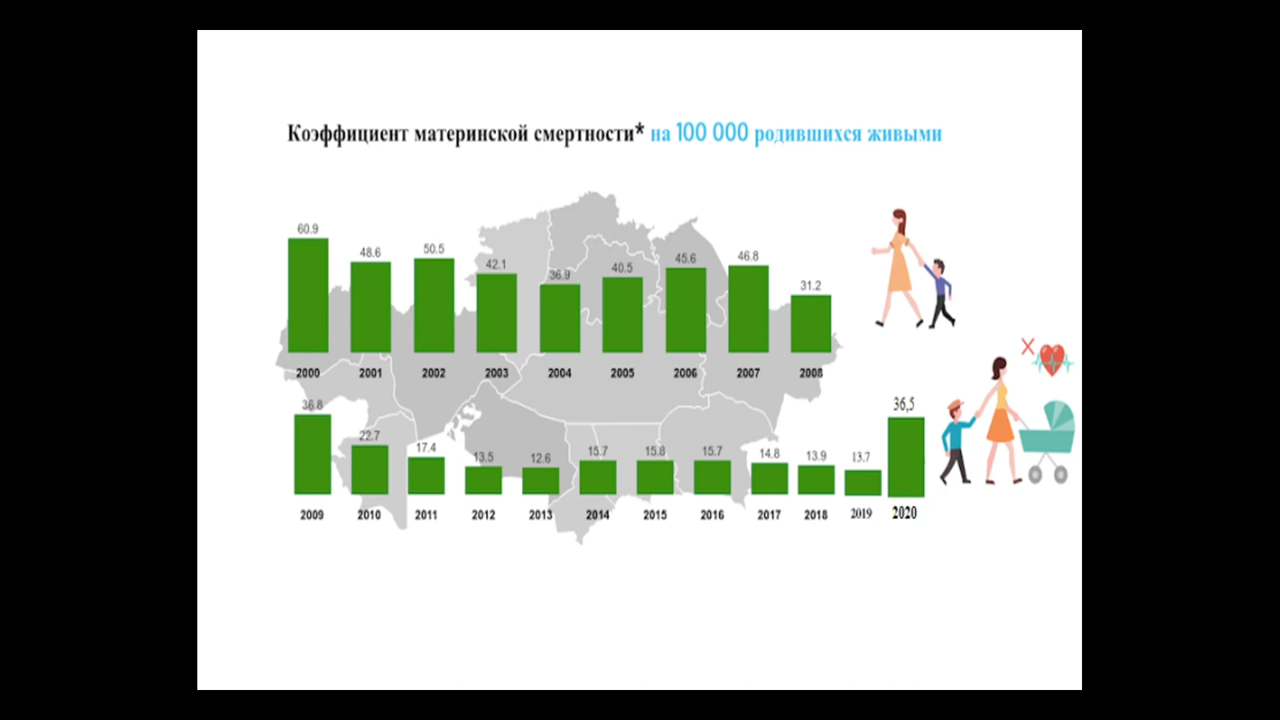 Коэффициент материнской смертности* на 100 000 родившихся живыми
60.9 48.6 50.5 42.1 36.9 40.5 45.6 46.8 31.2
2000 2001 2002 2003 2004 2005 2006 2007 2008
36.8 22.7 17.4 13.5 12.6 15.7 15.8 15.7 14.8 13.9 13.7 36,5
2009 2010 2011 2012 2013 2014 2015 2016 2017 2018 2019 2020